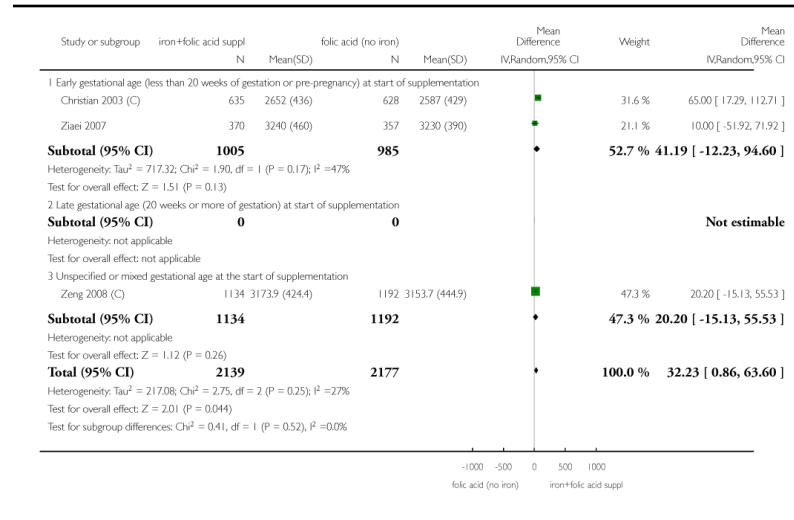 Study or subgroup iron+folic acid suppl folic acid (no iron) Mean Difference Weight Mean Difference
N Mean(SD) N Mean(SD) IV,Random,95% CI IV,Random,95% CI
1 Early gestational age (less than 20 weeks of gestation or pre-pregnancy) at start of supplementation
Christian 2003 (C) 635 2652 (436) 628 2587 (429) 31.6 % 65.00 [ 17.29, 112.71 ]
Ziaei 2007 370 3240 (460) 357 3230 (390) 21.1 % 10.00 [ -51.92, 71.92 ]
Subtotal (95% CI) 1005 985 52.7 % 41.19 [ -12.23, 94.60 ]
Heterogeneity: Tau² = 717.32; Chi² = 1.90, df = 1 (P = 0.17); I² =47%
Test for overall effect: Z = 1.51 (P = 0.13)
2 Late gestational age (20 weeks or more of gestation) at start of supplementation
Subtotal (95% CI) 0 0 Not estimable
Heterogeneity: not applicable
Test for overall effect: not applicable
3 Unspecified or mixed gestational age at the start of supplementation
Zeng 2008 (C) 1134 3173.9 (424.4) 1192 3153.7 (444.9) 47.3 % 20.20 [ -15.13, 55.53 ]
Subtotal (95% CI) 1134 1192 47.3 % 20.20 [ -15.13, 55.53 ]
Heterogeneity: not applicable
Test for overall effect: Z = 1.12 (P = 0.26)
Total (95% CI) 2139 2177 100.0 % 32.23 [ 0.86, 63.60 ]
Heterogeneity: Tau² = 217.08; Chi² = 2.75, df = 2 (P = 0.25); I² =27%
Test for overall effect: Z = 2.01 (P = 0.044)
Test for subgroup differences: Chi² = 0.41, df = 1 (P = 0.52), I² =0.0%
-1000 -500 0 500 1000
folic acid (no iron) iron+folic acid suppl